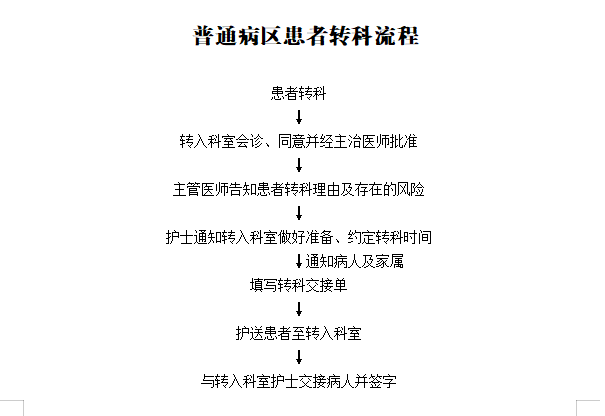 普通病区患者转科流程
患者转科
转入科室会诊、同意并经主治医师批准
主管医师告知患者转科理由及存在的风险
护士通知转入科室做好准备、约定转科时间
通知病人及家属
填写转科交接单
护送患者至转入科室
与转入科室护士交接病人并签字